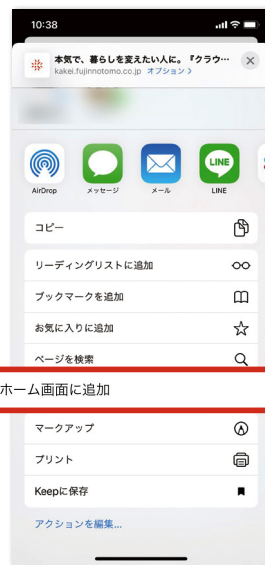 10:38
本気で、暮らしを変えたい人に。『クラウ…
kakei.fujinnotomo.co.jp オプション >
AirDrop
メッセージ
メール
LINE
LINE
コピー
リーディングリストに追加
ブックマークを追加
お気に入りに追加
ページを検索
ホーム画面に追加
マークアップ
プリント
Keepに保存
アクションを編集...